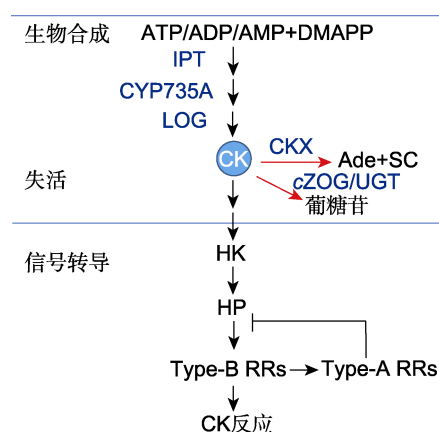 生物合成
ATP/ADP/AMP+DMAPP
IPT
CYP735A
LOG
CK
CKX
Ade+SC
失活
cZOG/UGT
葡糖苷
信号转导
HK
HP
Type-B RRs
Type-A RRs
CK反应